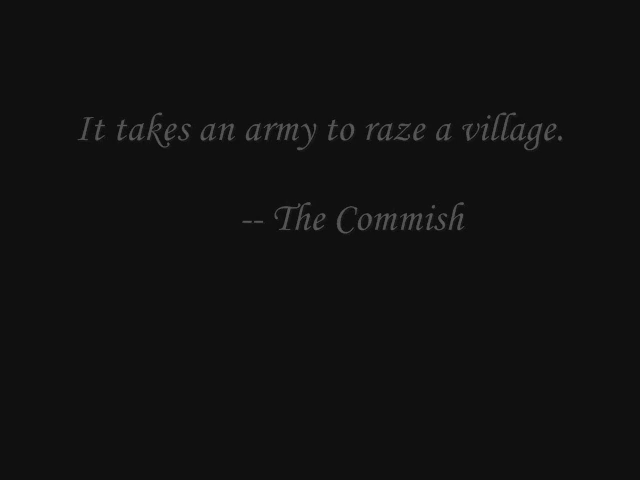 It takes an army to raze a village.
-- The Commish